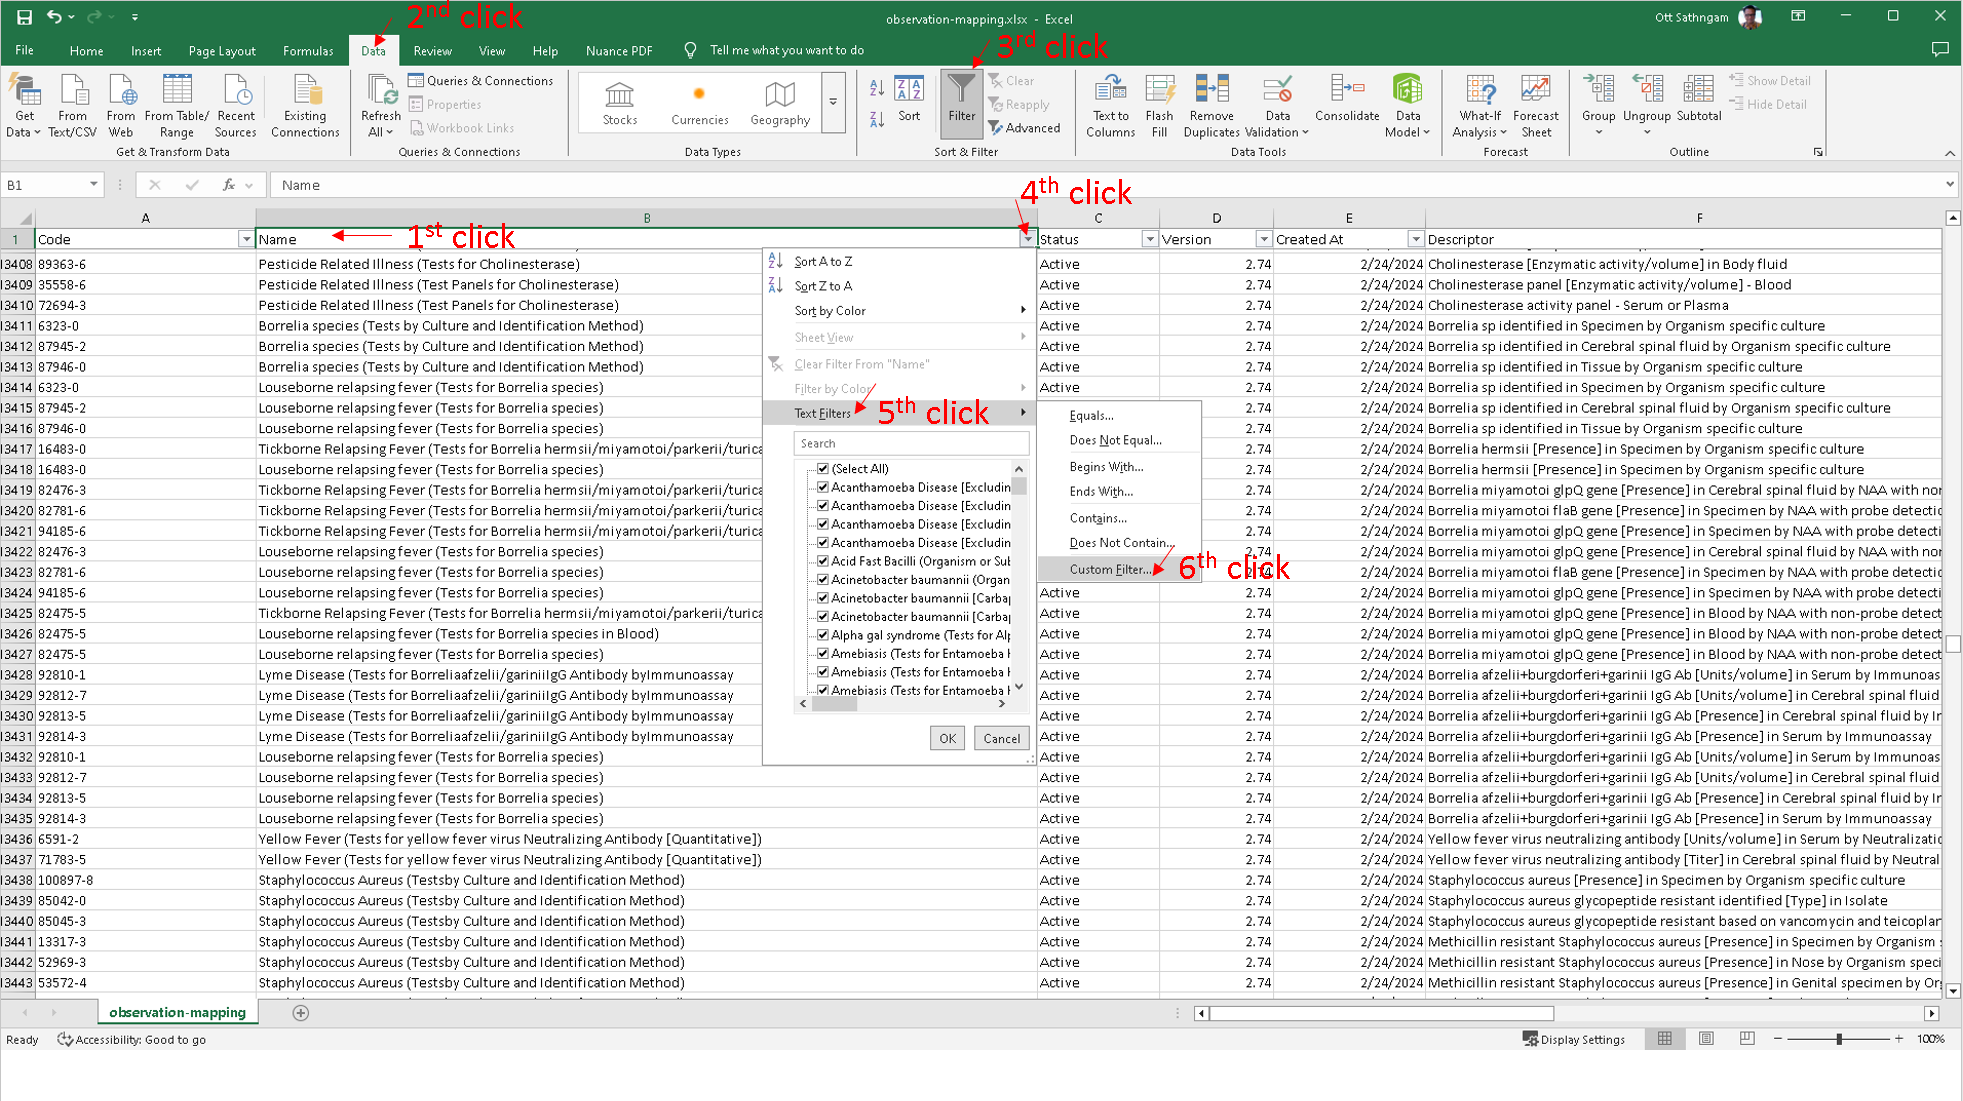 2nd click
observation-mapping.xlsx - Excel
Ott Sathngam
File Home Insert Page Layout Formulas Data Review View Help Nuance PDF Tell me what you want to do
3rd click
Get Data
From Text/CSV
From Web
From Table/ Range
Recent Sources
Existing Connections
Get & Transform Data
Refresh All
Queries & Connections
Properties
Workbook Links
Queries & Connections
Stocks
Currencies
Geography
Data Types
Sort
Filter
Clear
Reapply
Advanced
Sort & Filter
Text to Columns
Flash Fill
Remove Duplicates
Data Validation
Consolidate
Data Model
Data Tools
What-If Analysis
Forecast Sheet
Forecast
Group
Ungroup
Subtotal
Show Detail
Hide Detail
Outline
B1 fx Name
4th click
A B C D E F
1 Code Name Status Version Created At Descriptor
1st click
13408 89363-6 Pesticide Related Illness (Tests for Cholinesterase) Active 2.74 2/24/2024 Cholinesterase [Enzymatic activity/volume] in Body fluid
13409 35558-6 Pesticide Related Illness (Test Panels for Cholinesterase) Active 2.74 2/24/2024 Cholinesterase panel [Enzymatic activity/volume] - Blood
13410 72694-3 Pesticide Related Illness (Tests for Cholinesterase) Active 2.74 2/24/2024 Cholinesterase activity panel - Serum or Plasma
13411 6323-0 Borrelia species (Tests by Culture and Identification Method) Active 2.74 2/24/2024 Borrelia sp identified in Specimen by Organism specific culture
13412 87945-2 Borrelia species (Tests by Culture and Identification Method) Active 2.74 2/24/2024 Borrelia sp identified in Cerebral spinal fluid by Organism specific culture
13413 87946-0 Borrelia species (Tests by Culture and Identification Method) Active 2.74 2/24/2024 Borrelia sp identified in Tissue by Organism specific culture
13414 6323-0 Louseborne relapsing fever (Tests for Borrelia species) Active 2.74 2/24/2024 Borrelia sp identified in Specimen by Organism specific culture
13415 87945-2 Louseborne relapsing fever (Tests for Borrelia species) 2.74 2/24/2024 Borrelia sp identified in Cerebral spinal fluid by Organism specific culture
13416 87946-0 Louseborne relapsing fever (Tests for Borrelia species) 2.74 2/24/2024 Borrelia sp identified in Tissue by Organism specific culture
13417 16483-0 Tickborne Relapsing Fever (Tests for Borrelia hermsii/miyamotoi/parkerii/turica 2.74 2/24/2024 Borrelia hermsii [Presence] in Specimen by Organism specific culture
13418 16483-0 Louseborne relapsing fever (Tests for Borrelia species) 2.74 2/24/2024 Borrelia hermsii [Presence] in Specimen by Organism specific culture
13419 82476-3 Tickborne Relapsing Fever (Tests for Borrelia hermsii/miyamotoi/parkerii/turica 2.74 2/24/2024 Borrelia miyamotoi glpQ gene [Presence] in Cerebral spinal fluid by NAA with nor
13420 82781-6 Tickborne Relapsing Fever (Tests for Borrelia hermsii/miyamotoi/parkerii/turica 2.74 2/24/2024 Borrelia miyamotoi flaB gene [Presence] in Specimen by NAA with probe detectio
13421 94185-6 Tickborne Relapsing Fever (Tests for Borrelia hermsii/miyamotoi/parkerii/turica 2.74 2/24/2024 Borrelia miyamotoi glpQ gene [Presence] in Specimen by NAA with probe detectio
13422 82476-3 Louseborne relapsing fever (Tests for Borrelia species) 2.74 2/24/2024 Borrelia miyamotoi glpQ gene [Presence] in Cerebral spinal fluid by NAA with nor
13423 82781-6 Louseborne relapsing fever (Tests for Borrelia species) 2.74 2/24/2024 Borrelia miyamotoi flaB gene [Presence] in Specimen by NAA with probe detectio
13424 94185-6 Louseborne relapsing fever (Tests for Borrelia species) Active 2.74 2/24/2024 Borrelia miyamotoi glpQ gene [Presence] in Specimen by NAA with probe detectio
13425 82475-5 Tickborne Relapsing Fever (Tests for Borrelia hermsii/miyamotoi/parkerii/turica Active 2.74 2/24/2024 Borrelia miyamotoi glpQ gene [Presence] in Blood by NAA with non-probe detect
13426 82475-5 Louseborne relapsing fever (Tests for Borrelia species in Blood) Active 2.74 2/24/2024 Borrelia miyamotoi glpQ gene [Presence] in Blood by NAA with non-probe detect
13427 82475-5 Louseborne relapsing fever (Tests for Borrelia species) Active 2.74 2/24/2024 Borrelia miyamotoi glpQ gene [Presence] in Blood by NAA with non-probe detect
13428 92810-1 Lyme Disease (Tests for Borreliaafzelii/gariniiIgG Antibody byImmunoassay Active 2.74 2/24/2024 Borrelia afzelii+burgdorferi+garinii IgG Ab [Units/volume] in Serum by Immunoas
13429 92812-7 Lyme Disease (Tests for Borreliaafzelii/gariniiIgG Antibody byImmunoassay Active 2.74 2/24/2024 Borrelia afzelii+burgdorferi+garinii IgG Ab [Units/volume] in Cerebral spinal fluid
13430 92813-5 Lyme Disease (Tests for Borreliaafzelii/gariniiIgG Antibody byImmunoassay Active 2.74 2/24/2024 Borrelia afzelii+burgdorferi+garinii IgG Ab [Presence] in Cerebral spinal fluid by In
13431 92814-3 Lyme Disease (Tests for Borreliaafzelii/gariniiIgG Antibody byImmunoassay Active 2.74 2/24/2024 Borrelia afzelii+burgdorferi+garinii IgG Ab [Presence] in Serum by Immunoassay
13432 92810-1 Louseborne relapsing fever (Tests for Borrelia species) Active 2.74 2/24/2024 Borrelia afzelii+burgdorferi+garinii IgG Ab [Units/volume] in Serum by Immunoas
13433 92812-7 Louseborne relapsing fever (Tests for Borrelia species) Active 2.74 2/24/2024 Borrelia afzelii+burgdorferi+garinii IgG Ab [Units/volume] in Cerebral spinal fluid
13434 92813-5 Louseborne relapsing fever (Tests for Borrelia species) Active 2.74 2/24/2024 Borrelia afzelii+burgdorferi+garinii IgG Ab [Presence] in Cerebral spinal fluid by In
13435 92814-3 Louseborne relapsing fever (Tests for Borrelia species) Active 2.74 2/24/2024 Borrelia afzelii+burgdorferi+garinii IgG Ab [Presence] in Serum by Immunoassay
13436 6591-2 Yellow Fever (Tests for yellow fever virus Neutralizing Antibody [Quantitative]) Active 2.74 2/24/2024 Yellow fever virus neutralizing antibody [Units/volume] in Serum by Neutralizatio
13437 71783-5 Yellow Fever (Tests for yellow fever virus Neutralizing Antibody [Quantitative]) Active 2.74 2/24/2024 Yellow fever virus neutralizing antibody [Titer] in Cerebral spinal fluid by Neutral
13438 100897-8 Staphylococcus Aureus (Testsby Culture and Identification Method) Active 2.74 2/24/2024 Staphylococcus aureus [Presence] in Specimen by Organism specific culture
13439 85042-0 Staphylococcus Aureus (Testsby Culture and Identification Method) Active 2.74 2/24/2024 Staphylococcus aureus glycopeptide resistant identified [Type] in Isolate
13440 85045-3 Staphylococcus Aureus (Testsby Culture and Identification Method) Active 2.74 2/24/2024 Staphylococcus aureus glycopeptide resistant based on vancomycin and teicoplan
13441 13317-3 Staphylococcus Aureus (Testsby Culture and Identification Method) Active 2.74 2/24/2024 Methicillin resistant Staphylococcus aureus [Presence] in Specimen by Organism
13442 52969-3 Staphylococcus Aureus (Testsby Culture and Identification Method) Active 2.74 2/24/2024 Methicillin resistant Staphylococcus aureus [Presence] in Nose by Organism speci
13443 53572-4 Staphylococcus Aureus (Testsby Culture and Identification Method) Active 2.74 2/24/2024 Methicillin resistant Staphylococcus aureus [Presence] in Genital specimen by Or
Sort A to Z
Sort Z to A
Sort by Color
Sheet View
Clear Filter From "Name"
Filter by Color
Text Filters
5th click
Search
(Select All)
Acanthamoeba Disease [Excludin
Acanthamoeba Disease [Excludin
Acanthamoeba Disease [Excludin
Acanthamoeba Disease [Excludin
Acid Fast Bacilli (Organism or Sub
Acinetobacter baumannii (Organ
Acinetobacter baumannii [Carbap
Acinetobacter baumannii [Carbap
Alpha gal syndrome (Tests for Alp
Amebiasis (Tests for Entamoeba h
Amebiasis (Tests for Entamoeba h
Amebiasis (Tests for Entamoeba h
OK Cancel
Equals...
Does Not Equal...
Begins With...
Ends With...
Contains...
Does Not Contain...
Custom Filter...
6th click
observation-mapping
Ready Accessibility: Good to go Display Settings 100%